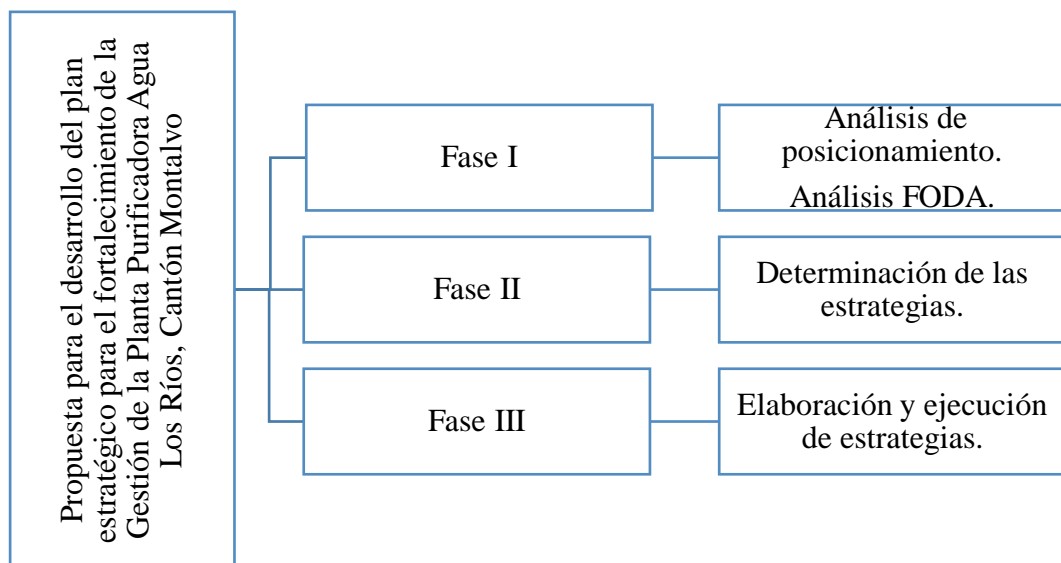 Propuesta para el desarrollo del plan
estratégico para el fortalecimiento de la
Gestión de la Planta Purificadora Agua
Los Ríos, Cantón Montalvo
Fase I
Análisis de
posicionamiento.
Análisis FODA.
Fase II
Determinación de las
estrategias.
Fase III
Elaboración y ejecución
de estrategias.